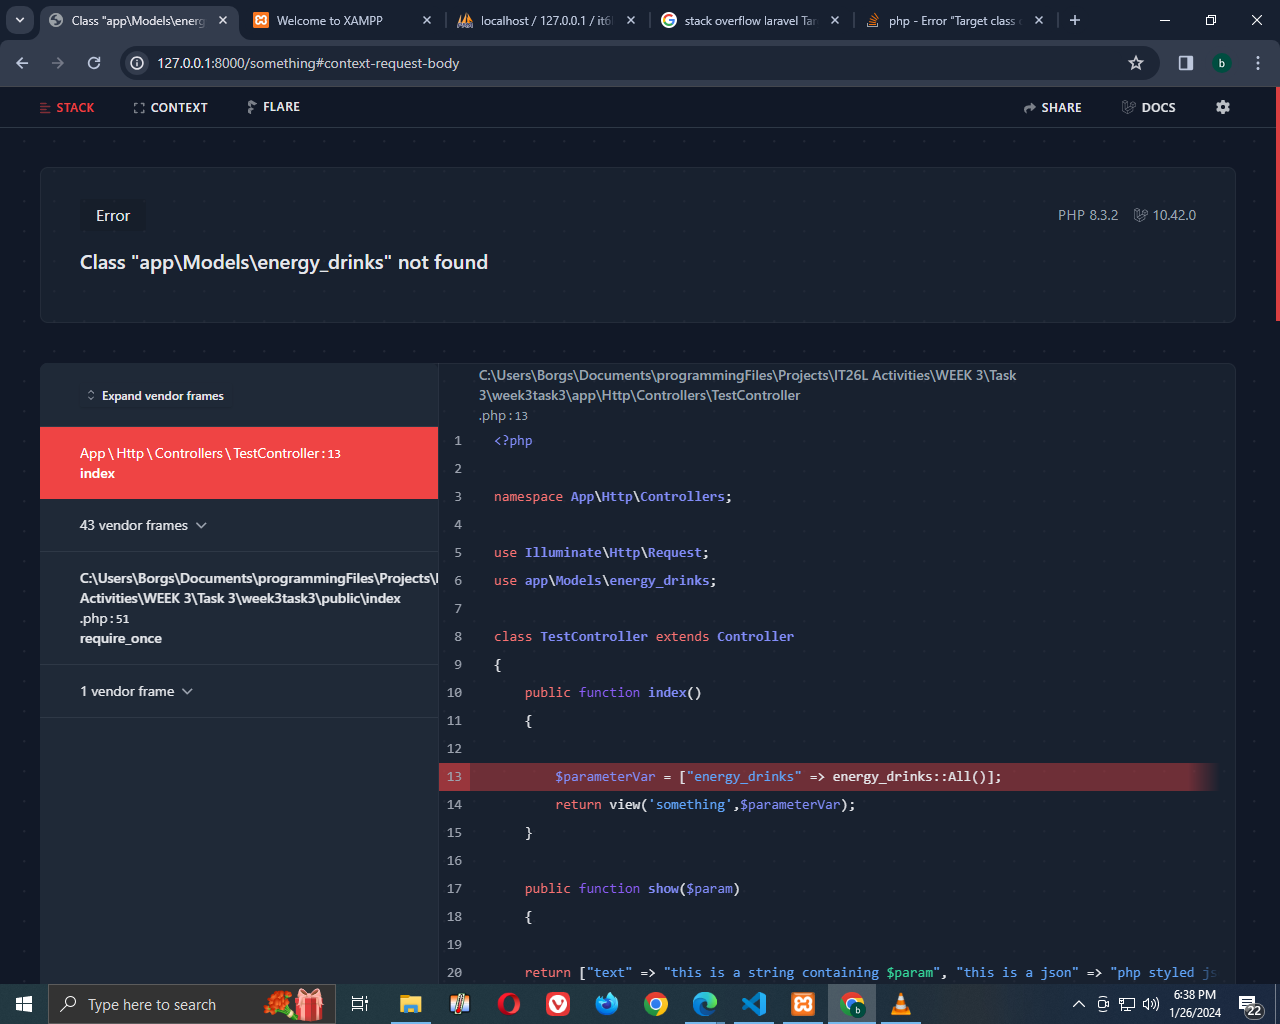 Class "app\Models\energ
Welcome to XAMPP
localhost / 127.0.0.1 / it6
stack overflow laravel Tar
php - Error "Target class
127.0.0.1:8000/something#context-request-body
b
STACK
CONTEXT
FLARE
SHARE
DOCS
Error
PHP 8.3.2
10.42.0
Class "app\Models\energy_drinks" not found
Expand vendor frames
App\Http\Controllers\TestController:13
index
43 vendor frames
C:\Users\Borgs\Documents\programmingFiles\Projects\
Activities\WEEK 3\Task 3\week3task3\public\index
.php:51
require_once
1 vendor frame
C:\Users\Borgs\Documents\programmingFiles\Projects\IT26L Activities\WEEK 3\Task
3\week3task3\app\Http\Controllers\TestController
.php:13
1 <?php
2
3 namespace App\Http\Controllers;
4
5 use Illuminate\Http\Request;
6 use app\Models\energy_drinks;
7
8 class TestController extends Controller
9 {
10 public function index()
11 {
12
13 $parameterVar = ["energy_drinks" => energy_drinks::All()];
14 return view('something',$parameterVar);
15 }
16
17 public function show($param)
18 {
19
20 return ["text" => "this is a string containing $param", "this is a json" => "php styled js
Type here to search
b
6:38 PM
1/26/2024
22